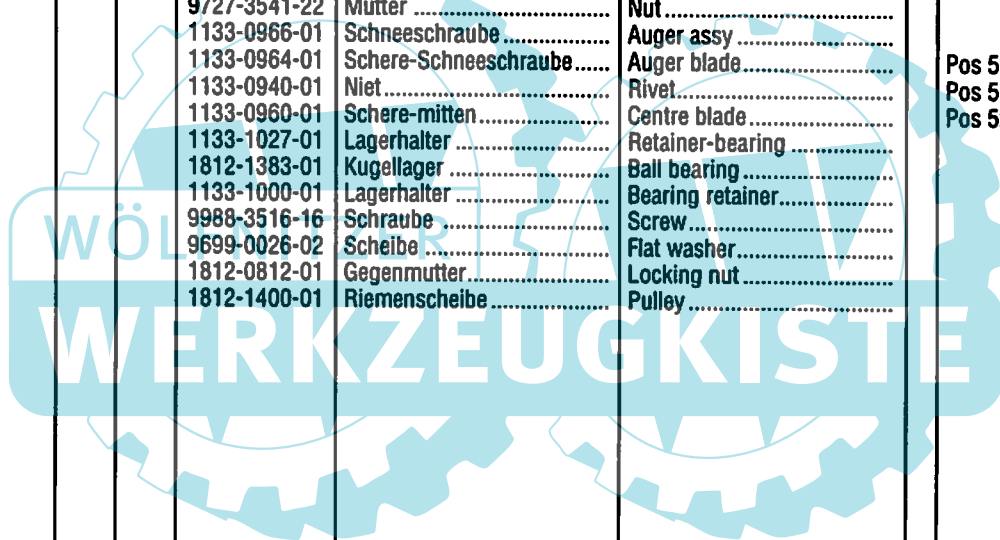 9727-3541-22 Mutter ........ Nut ........
1133-0966-01 Schneeschraube ........ Auger assy ........
1133-0964-01 Schere-Schneeschraube ...... Auger blade ........ Pos 5
1133-0940-01 Niet ........ Rivet ........ Pos 5
1133-0960-01 Schere-mitten ........ Centre blade ........ Pos 5
1133-1027-01 Lagerhalter ........ Retainer-bearing ........
1812-1383-01 Kugellager ........ Ball bearing ........
1133-1000-01 Lagerhalter ........ Bearing retainer ........
9988-3516-16 Schraube ........ Screw ........
9699-0026-02 Scheibe ........ Flat washer ........
1812-0812-01 Gegenmutter ........ Locking nut ........
1812-1400-01 Riemenscheibe ........ Pulley ........
WÖLFNITZER
WERKZEUGKISTE